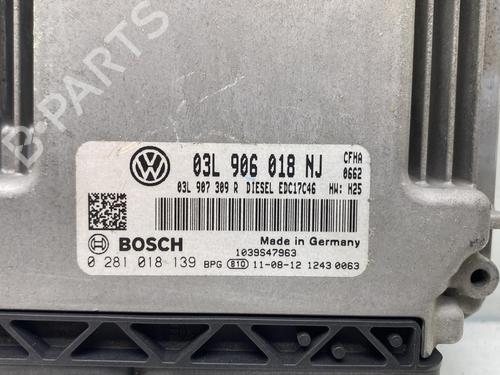 03L 906 018 NJ
CFHA
0662
03L 907 309 R DIESEL EDC17C46 HW: H25
BOSCH
Made in Germany
1039S47963
0 281 018 139 BPG 810 11-08-12 1243 0063